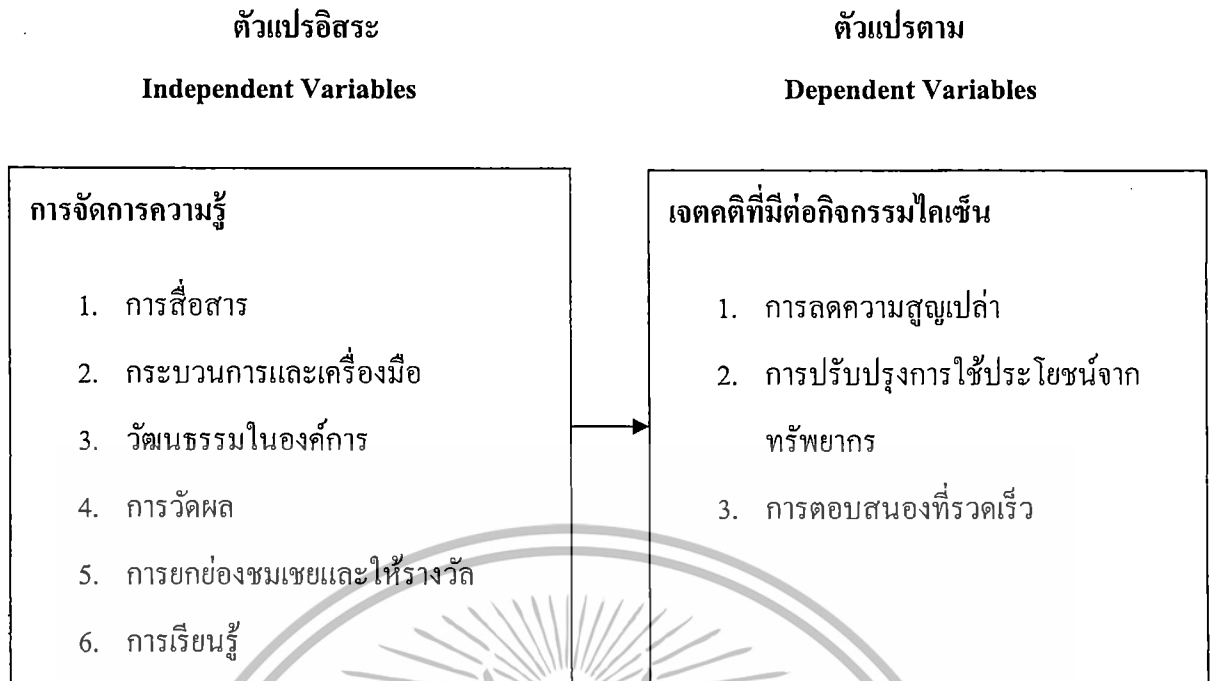 ตัวแปรอิสระ
Independent Variables
ตัวแปรตาม
Dependent Variables
การจัดการความรู้
1. การสื่อสาร
2. กระบวนการและเครื่องมือ
3. วัฒนธรรมในองค์การ
4. การวัดผล
5. การยกย่องชมเชยและให้รางวัล
6. การเรียนรู้
เจตคติที่มีต่อกิจกรรมไคเซ็น
1. การลดความสูญเปล่า
2. การปรับปรุงการใช้ประโยชน์จาก
ทรัพยากร
3. การตอบสนองที่รวดเร็ว